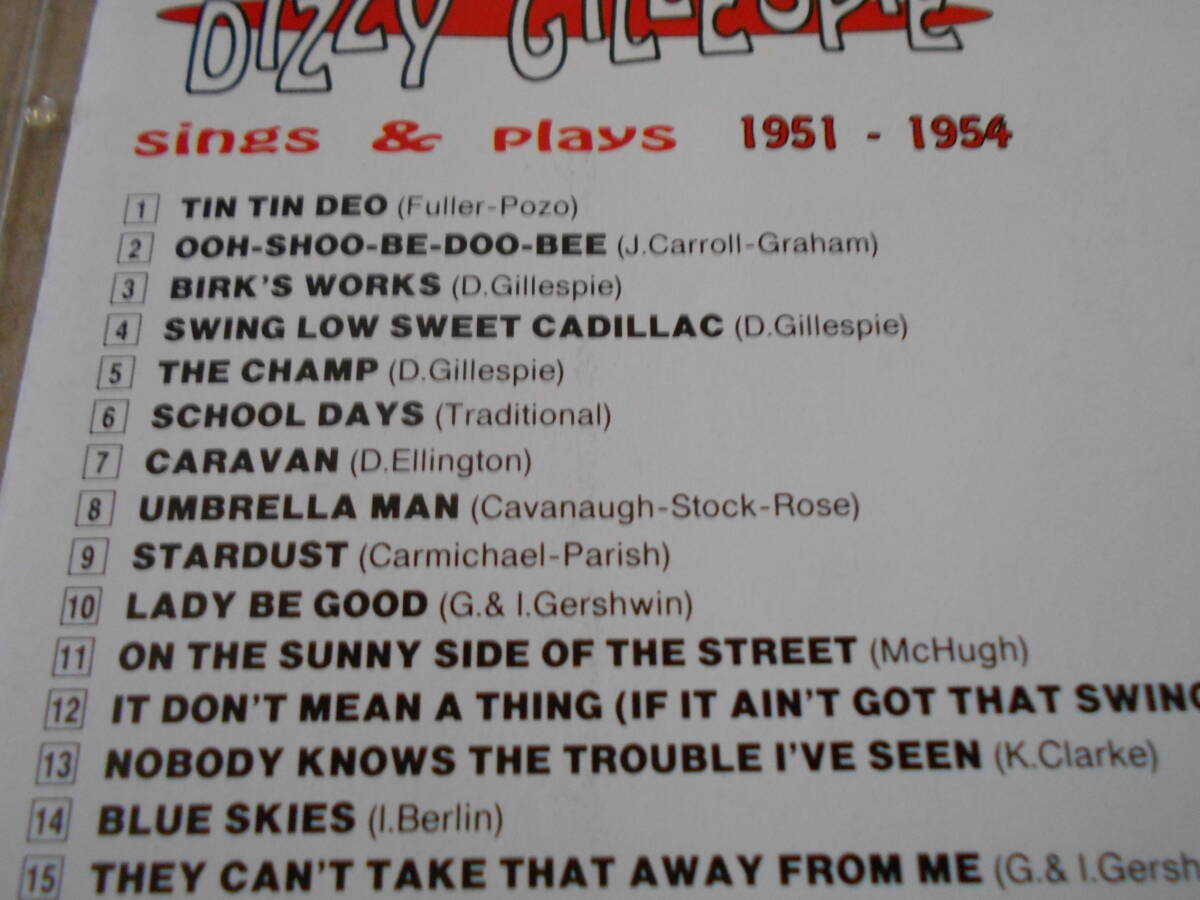 DIZZY GILLESPIE
sings & plays 1951 - 1954
1 TIN TIN DEO (Fuller-Pozo)
2 OOH-SHOO-BE-DOO-BEE (J.Carroll-Graham)
3 BIRK'S WORKS (D.Gillespie)
4 SWING LOW SWEET CADILLAC (D.Gillespie)
5 THE CHAMP (D.Gillespie)
6 SCHOOL DAYS (Traditional)
7 CARAVAN (D.Ellington)
8 UMBRELLA MAN (Cavanaugh-Stock-Rose)
9 STARDUST (Carmichael-Parish)
10 LADY BE GOOD (G.& I.Gershwin)
11 ON THE SUNNY SIDE OF THE STREET (McHugh)
12 IT DON'T MEAN A THING (IF IT AIN'T GOT THAT SWING
13 NOBODY KNOWS THE TROUBLE I'VE SEEN (K.Clarke)
14 BLUE SKIES (I.Berlin)
15 THEY CAN'T TAKE THAT AWAY FROM ME (G.& I.Gersh